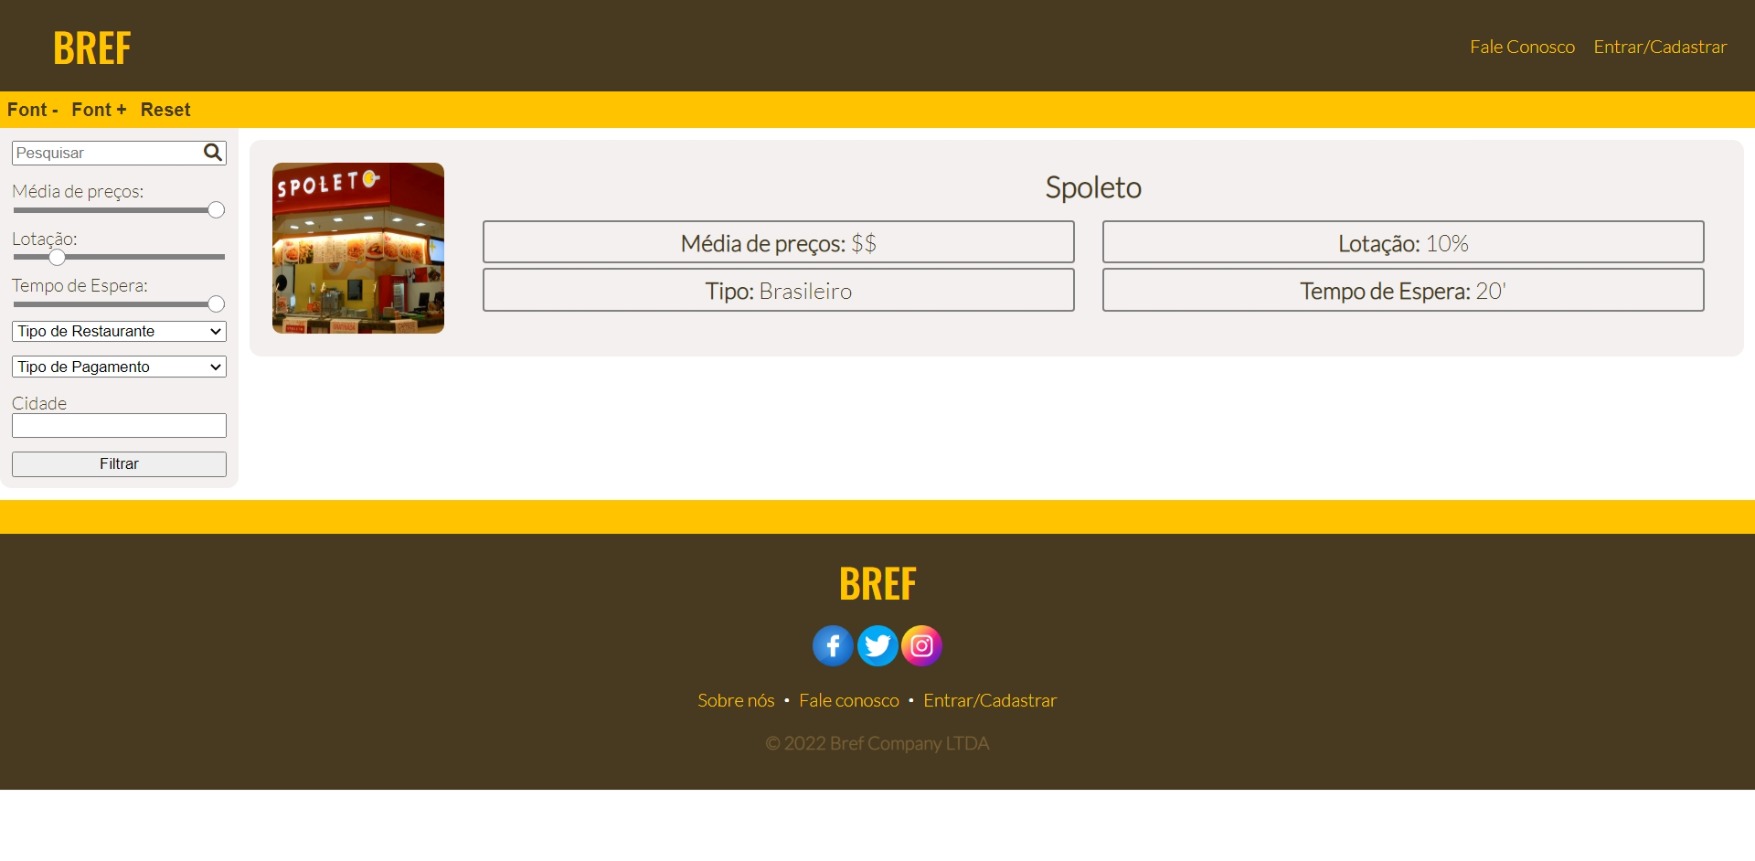 BREF
Fale Conosco Entrar/Cadastrar
Font - Font + Reset
Pesquisar
Média de preços:
Lotação:
Tempo de Espera:
Tipo de Restaurante
Tipo de Pagamento
Cidade
Filtrar
SPOLETO
Spoleto
Média de preços: $$
Lotação: 10%
Tipo: Brasileiro
Tempo de Espera: 20'
BREF
Sobre nós • Fale conosco • Entrar/Cadastrar
© 2022 Bref Company LTDA